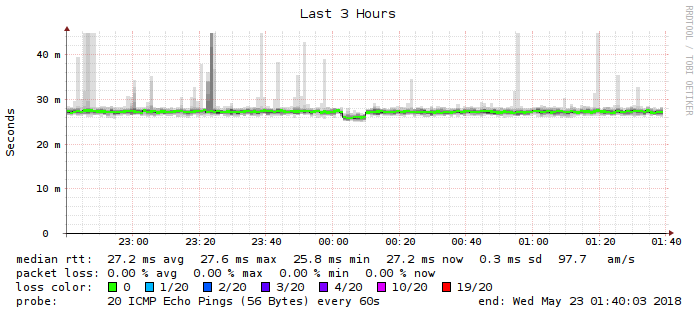 Last 3 Hours
RRDTOOL / TOBI OETIKER
Seconds
40 m
30 m
20 m
10 m
0
23:00 23:20 23:40 00:00 00:20 00:40 01:00 01:20 01:40
median rtt: 27.2 ms avg 27.6 ms max 25.8 ms min 27.2 ms now 0.3 ms sd 97.7 am/s
packet loss: 0.00 % avg 0.00 % max 0.00 % min 0.00 % now
loss color: 0 1/20 2/20 3/20 4/20 10/20 19/20
probe: 20 ICMP Echo Pings (56 Bytes) every 60s end: Wed May 23 01:40:03 2018